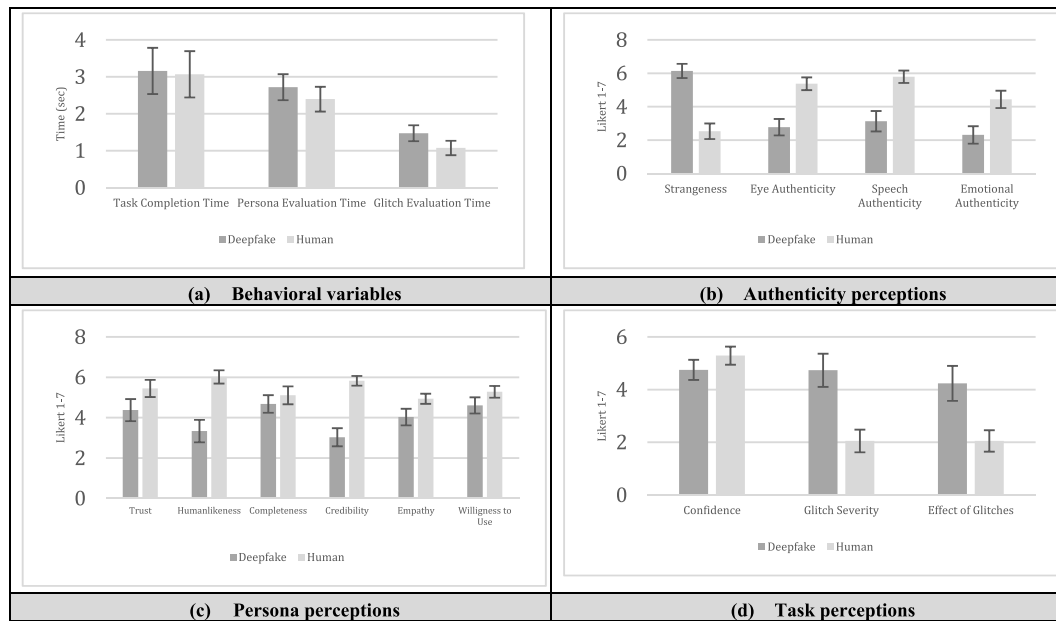 4
3
2
1
0
Time (sec)
Task Completion Time Persona Evaluation Time Glitch Evaluation Time
Deepfake Human
(a) Behavioral variables
8
6
4
2
0
Likert 1-7
Strangeness Eye Authenticity Speech Authenticity Emotional Authenticity
Deepfake Human
(b) Authenticity perceptions
8
6
4
2
0
Likert 1-7
Trust Humanlikeness Completeness Credibility Empathy Willigness to Use
Deepfake Human
(c) Persona perceptions
6
4
2
0
Likert 1-7
Confidence Glitch Severity Effect of Glitches
Deepfake Human
(d) Task perceptions